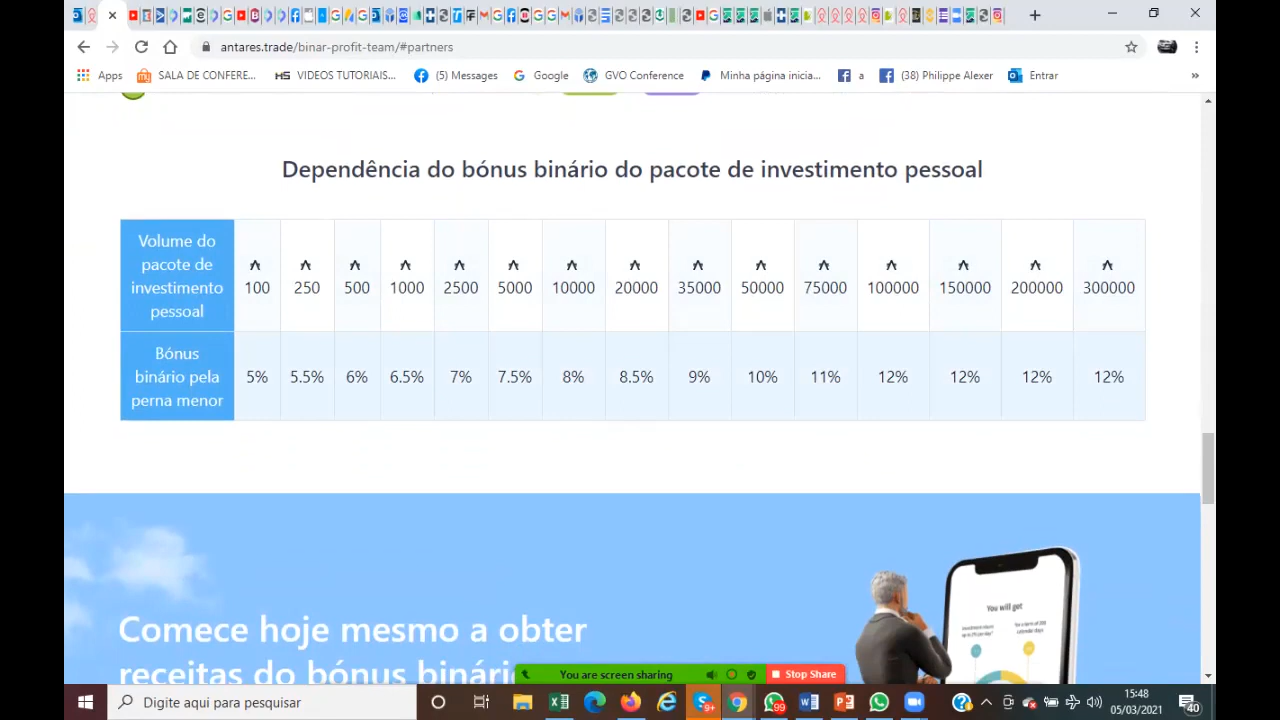 antares.trade/binar-profit-team/#partners
Apps
SALA DE CONFERE...
VIDEOS TUTORIAIS...
(5) Messages
Google
GVO Conference
Minha página inicia...
a
(38) Philippe Alexer
Entrar
»
Dependência do bónus binário do pacote de investimento pessoal
Volume do
pacote de
investimento
pessoal
100 250 500 1000 2500 5000 10000 20000 35000 50000 75000 100000 150000 200000 300000
Bónus
binário pela
perna menor
5% 5.5% 6% 6.5% 7% 7.5% 8% 8.5% 9% 10% 11% 12% 12% 12% 12%
Comece hoje mesmo a obter
receitas do bónus binário
You will get
You are screen sharing
Stop Share
Digite aqui para pesquisar
15:48
05/03/2021
40